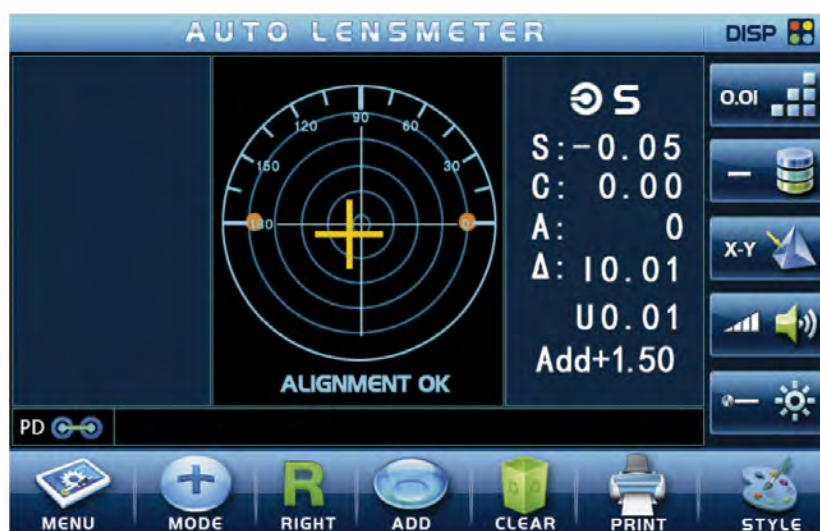 AUTO LENSMETER
DISP
120 90 60
150 30
180 0
ALIGNMENT OK
S
S:-0.05
C: 0.00
A: 0
Δ: I0.01
U0.01
Add+1.50
0.01
X-Y
PD
MENU MODE RIGHT ADD CLEAR PRINT STYLE
R